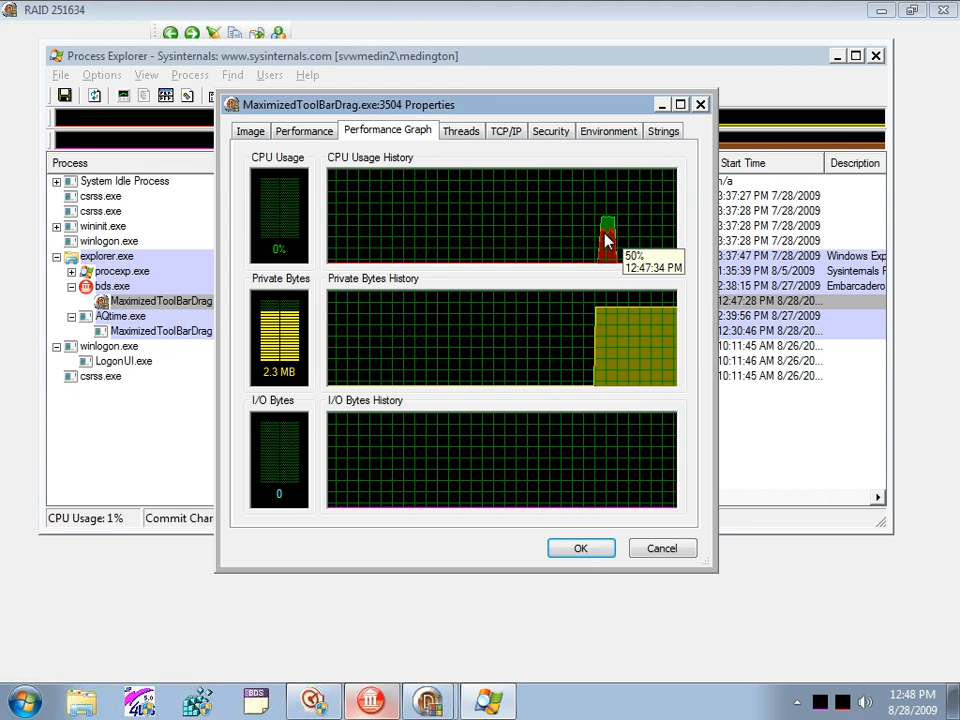 RAID 251634
Process Explorer - Sysinternals: www.sysinternals.com [svwmedin2\medington]
File Options View Process Find Users Help
MaximizedToolBarDrag.exe:3504 Properties
Image Performance Performance Graph Threads TCP/IP Security Environment Strings
CPU Usage CPU Usage History
0%
50%
12:47:34 PM
Private Bytes Private Bytes History
2.3 MB
I/O Bytes I/O Bytes History
0
OK Cancel
Process Start Time Description
System Idle Process n/a
csrss.exe 3:37:27 PM 7/28/2009
csrss.exe 3:37:28 PM 7/28/2009
wininit.exe 3:37:28 PM 7/28/2009
winlogon.exe 3:37:28 PM 7/28/2009
explorer.exe 3:37:47 PM 7/28/2009 Windows Exp
procexp.exe 1:35:39 PM 8/5/2009 Sysinternals
bds.exe 2:38:15 PM 8/27/2009 Embarcadero
MaximizedToolBarDrag 12:47:28 PM 8/28/20...
AQtime.exe 2:39:56 PM 8/27/2009
MaximizedToolBarDrag 12:30:46 PM 8/28/20...
winlogon.exe 10:11:45 AM 8/26/20...
LogonUI.exe 10:11:46 AM 8/26/20...
csrss.exe 10:11:45 AM 8/26/20...
CPU Usage: 1% Commit Char
BDS
12:48 PM
8/28/2009